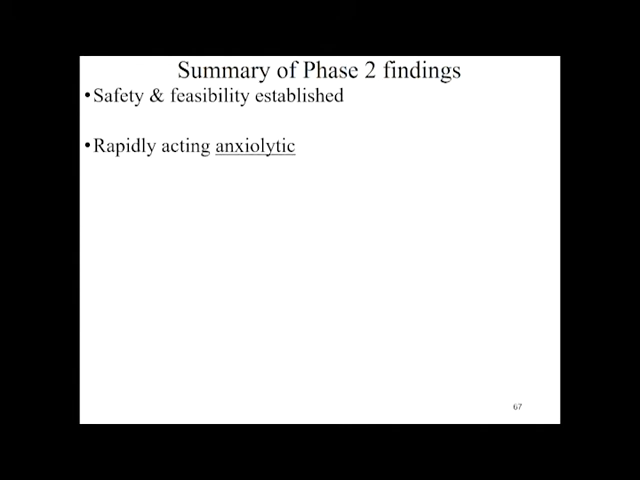 Summary of Phase 2 findings
•Safety & feasibility established
•Rapidly acting anxiolytic
67